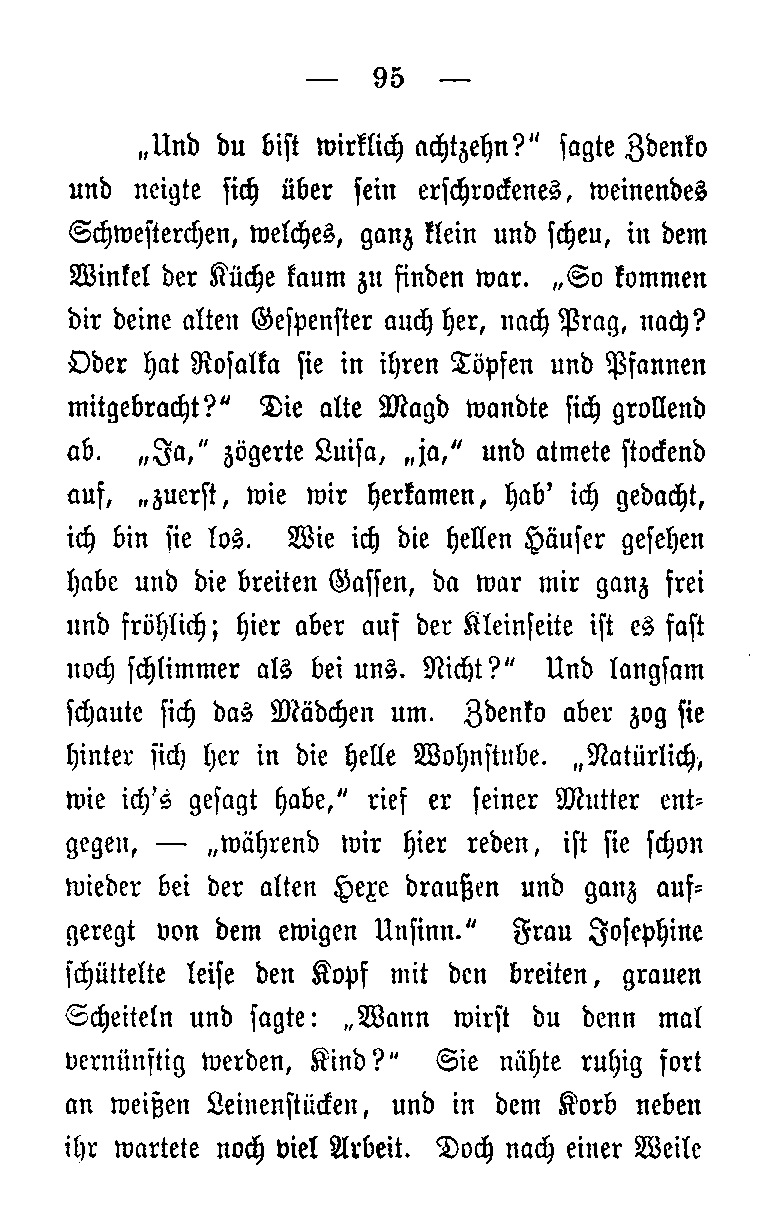 — 95 —
„Und du bist wirklich achtzehn?“ sagte Zdenko
und neigte sich über sein erschrockenes, weinendes
Schwesterchen, welches, ganz klein und scheu, in dem
Winkel der Küche kaum zu finden war. „So kommen
dir deine alten Gespenster auch her, nach Prag, nach?
Oder hat Rosalka sie in ihren Töpfen und Pfannen
mitgebracht?“ Die alte Magd wandte sich grollend
ab. „Ja,“ zögerte Luisa, „ja,“ und atmete stockend
auf, „zuerst, wie wir herkamen, hab’ ich gedacht,
ich bin sie los. Wie ich die hellen Häuser gesehen
habe und die breiten Gassen, da war mir ganz frei
und fröhlich; hier aber auf der Kleinseite ist es fast
noch schlimmer als bei uns. Nicht?“ Und langsam
schaute sich das Mädchen um. Zdenko aber zog sie
hinter sich her in die helle Wohnstube. „Natürlich,
wie ich’s gesagt habe,“ rief er seiner Mutter ent-
gegen, — „während wir hier reden, ist sie schon
wieder bei der alten Hexe draußen und ganz auf-
geregt von dem ewigen Unsinn.“ Frau Josephine
schüttelte leise den Kopf mit den breiten, grauen
Scheiteln und sagte: „Wann wirst du denn mal
vernünftig werden, Kind?“ Sie nähte ruhig fort
an weißen Leinenstücken, und in dem Korb neben
ihr wartete noch viel Arbeit. Doch nach einer Weile